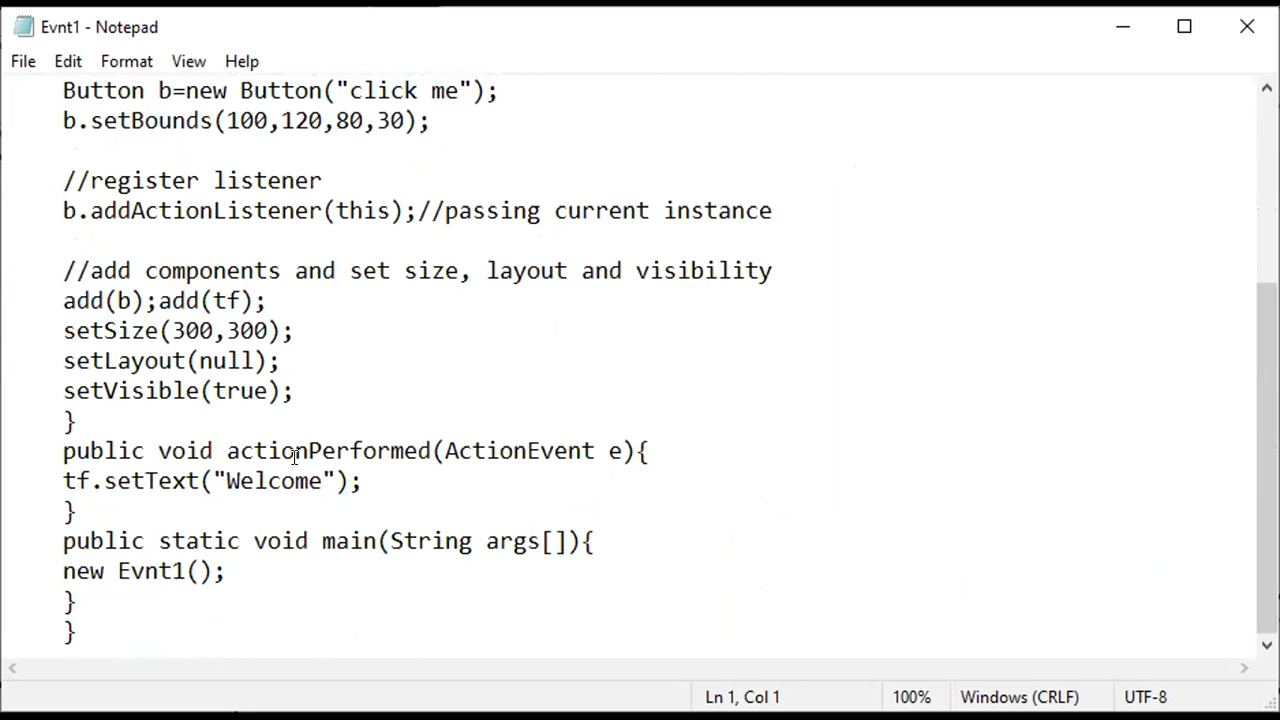 Evnt1 - Notepad
File Edit Format View Help
Button b=new Button("click me");
b.setBounds(100,120,80,30);
//register listener
b.addActionListener(this);//passing current instance
//add components and set size, layout and visibility
add(b);add(tf);
setSize(300,300);
setLayout(null);
setVisible(true);
}
public void actionPerformed(ActionEvent e){
tf.setText("Welcome");
}
public static void main(String args[]){
new Evnt1();
}
}
Ln 1, Col 1 100% Windows (CRLF) UTF-8